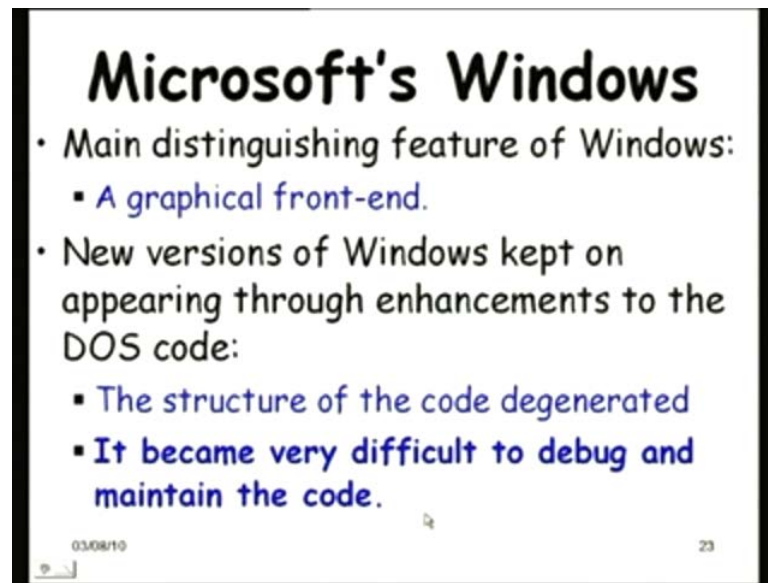 Microsoft's Windows
• Main distinguishing feature of Windows:
▪ A graphical front-end.
• New versions of Windows kept on
appearing through enhancements to the
DOS code:
▪ The structure of the code degenerated
▪ It became very difficult to debug and
maintain the code.
03/08/10 23